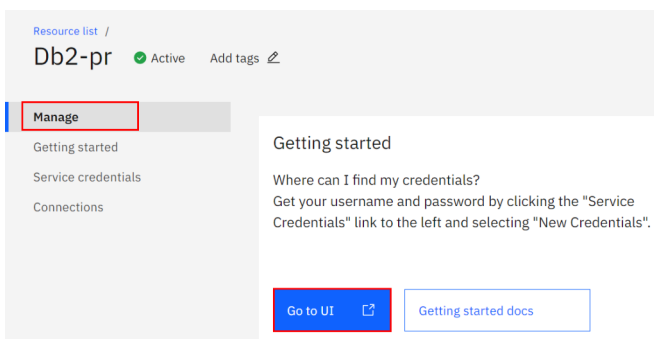 Resource list /
Db2-pr Active Add tags
Manage
Getting started
Service credentials
Connections
Getting started
Where can I find my credentials?
Get your username and password by clicking the "Service
Credentials" link to the left and selecting "New Credentials".
Go to UI
Getting started docs